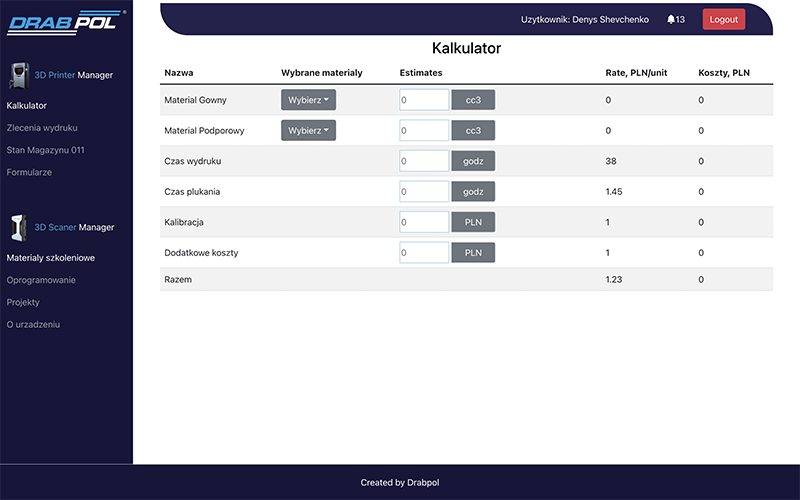 DRAB POL®
Uzytkownik: Denys Shevchenko 13 Logout
3D Printer Manager
Kalkulator
Zlecenia wydruku
Stan Magazynu 011
Formularze
3D Scaner Manager
Materialy szkoleniowe
Oprogramowanie
Projekty
O urzadzeniu
Kalkulator
Nazwa Wybrane materialy Estimates Rate, PLN/unit Koszty, PLN
Material Gowny Wybierz 0 cc3 0 0
Material Podporowy Wybierz 0 cc3 0 0
Czas wydruku 0 godz 38 0
Czas plukania 0 godz 1.45 0
Kalibracja 0 PLN 1 0
Dodatkowe koszty 0 PLN 1 0
Razem 1.23 0
Created by Drabpol